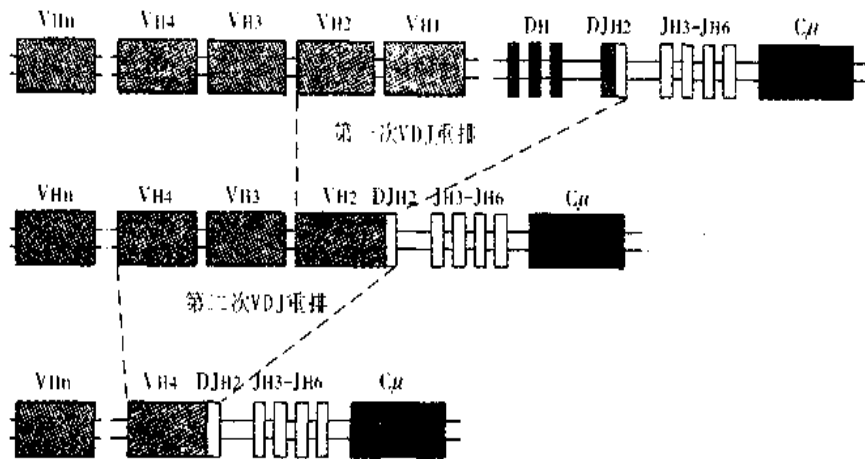 VHn VH4 VH3 VH2 VH1 DH DJH2 JH3-JH6 Cμ
第一次VDJ重排
VHn VH4 VH3 VH2 DJH2 JH3-JH6 Cμ
第二次VDJ重排
VHn VH4 DJH2 JH3-JH6 Cμ